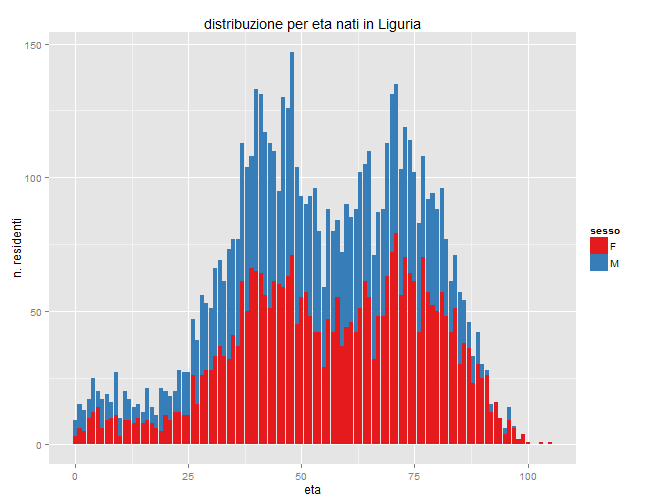 distribuzione per eta nati in Liguria
150
100
50
0
n. residenti
0 25 50 75 100
eta
sesso
F
M